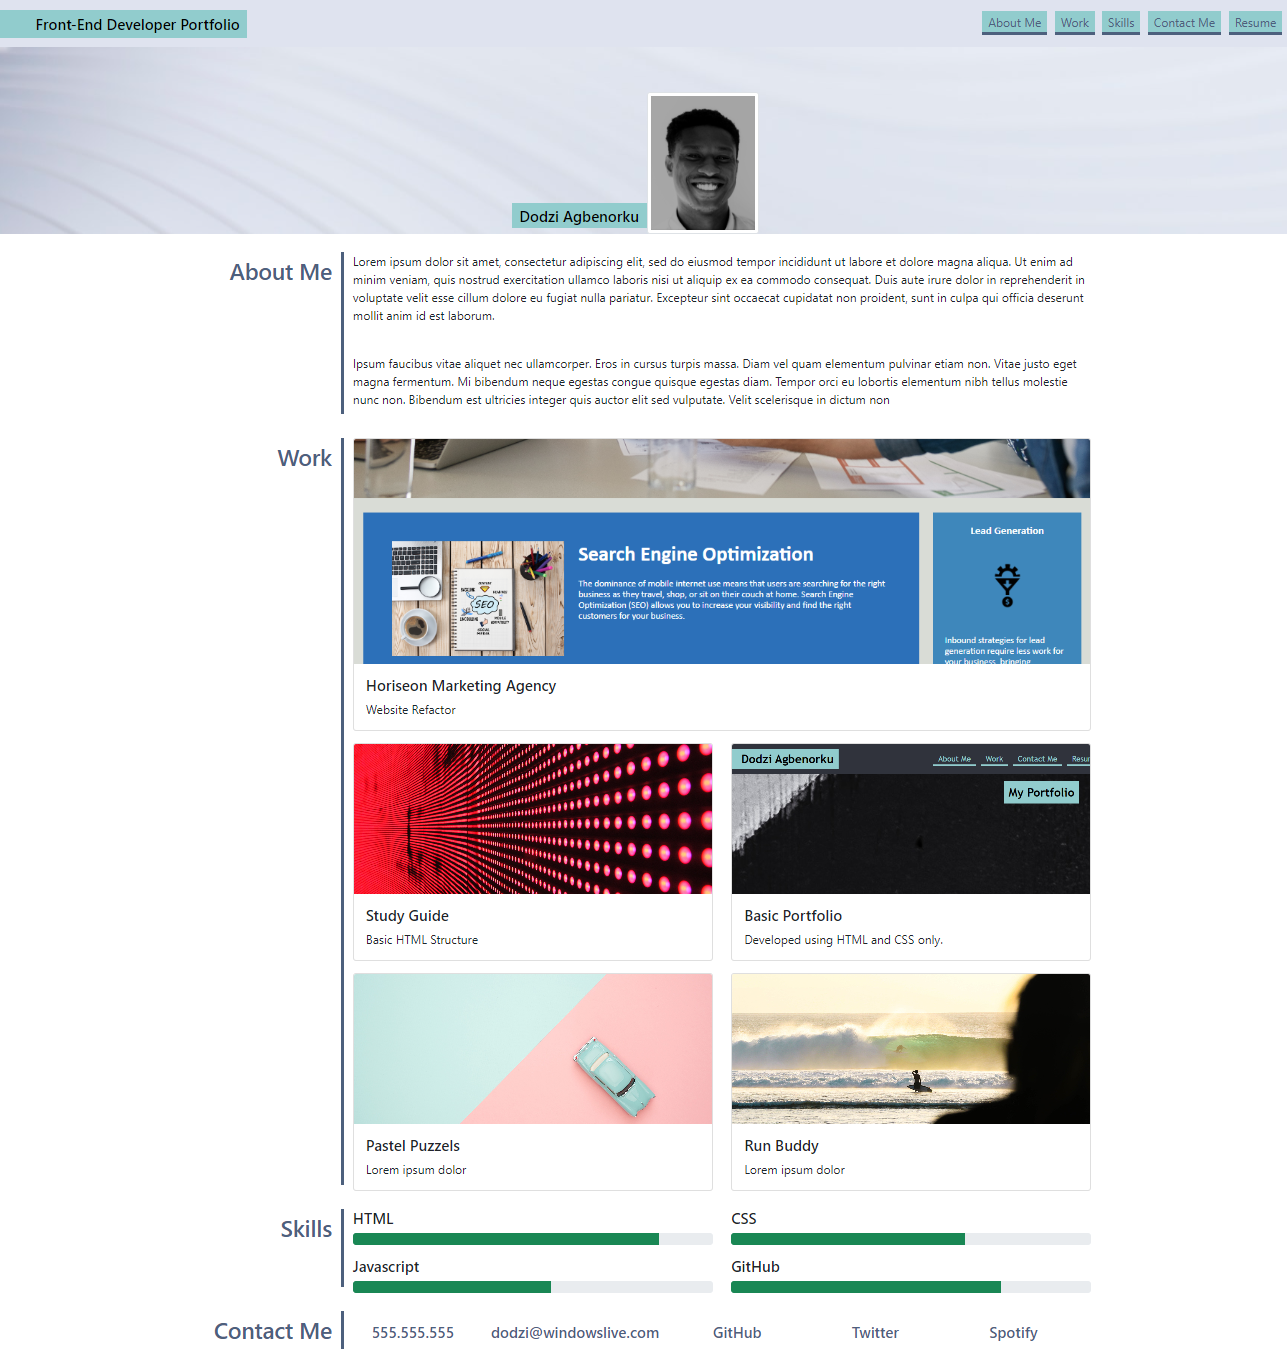 Front-End Developer Portfolio
About Me Work Skills Contact Me Resume
Dodzi Agbenorku
About Me
Lorem ipsum dolor sit amet, consectetur adipiscing elit, sed do eiusmod tempor incididunt ut labore et dolore magna aliqua. Ut enim ad
minim veniam, quis nostrud exercitation ullamco laboris nisi ut aliquip ex ea commodo consequat. Duis aute irure dolor in reprehenderit in
voluptate velit esse cillum dolore eu fugiat nulla pariatur. Excepteur sint occaecat cupidatat non proident, sunt in culpa qui officia deserunt
mollit anim id est laborum.
Ipsum faucibus vitae aliquet nec ullamcorper. Eros in cursus turpis massa. Diam vel quam elementum pulvinar etiam non. Vitae justo eget
magna fermentum. Mi bibendum neque egestas congue quisque egestas diam. Tempor orci eu lobortis elementum nibh tellus molestie
nunc non. Bibendum est ultricies integer quis auctor elit sed vulputate. Velit scelerisque in dictum non
Work
Search Engine Optimization
The dominance of mobile internet use means that users are searching for the right
business as they travel, shop, or sit on their couch at home. Search Engine
Optimization (SEO) allows you to increase your visibility and find the right
customers for your business.
SEO
Lead Generation
Inbound strategies for lead
generation require less work for
your business, bringing
Horiseon Marketing Agency
Website Refactor
Study Guide
Basic HTML Structure
Dodzi Agbenorku
About Me Work Contact Me Resu
My Portfolio
Basic Portfolio
Developed using HTML and CSS only.
Pastel Puzzels
Lorem ipsum dolor
Run Buddy
Lorem ipsum dolor
Skills
HTML
CSS
Javascript
GitHub
Contact Me
555.555.555 dodzi@windowslive.com GitHub Twitter Spotify